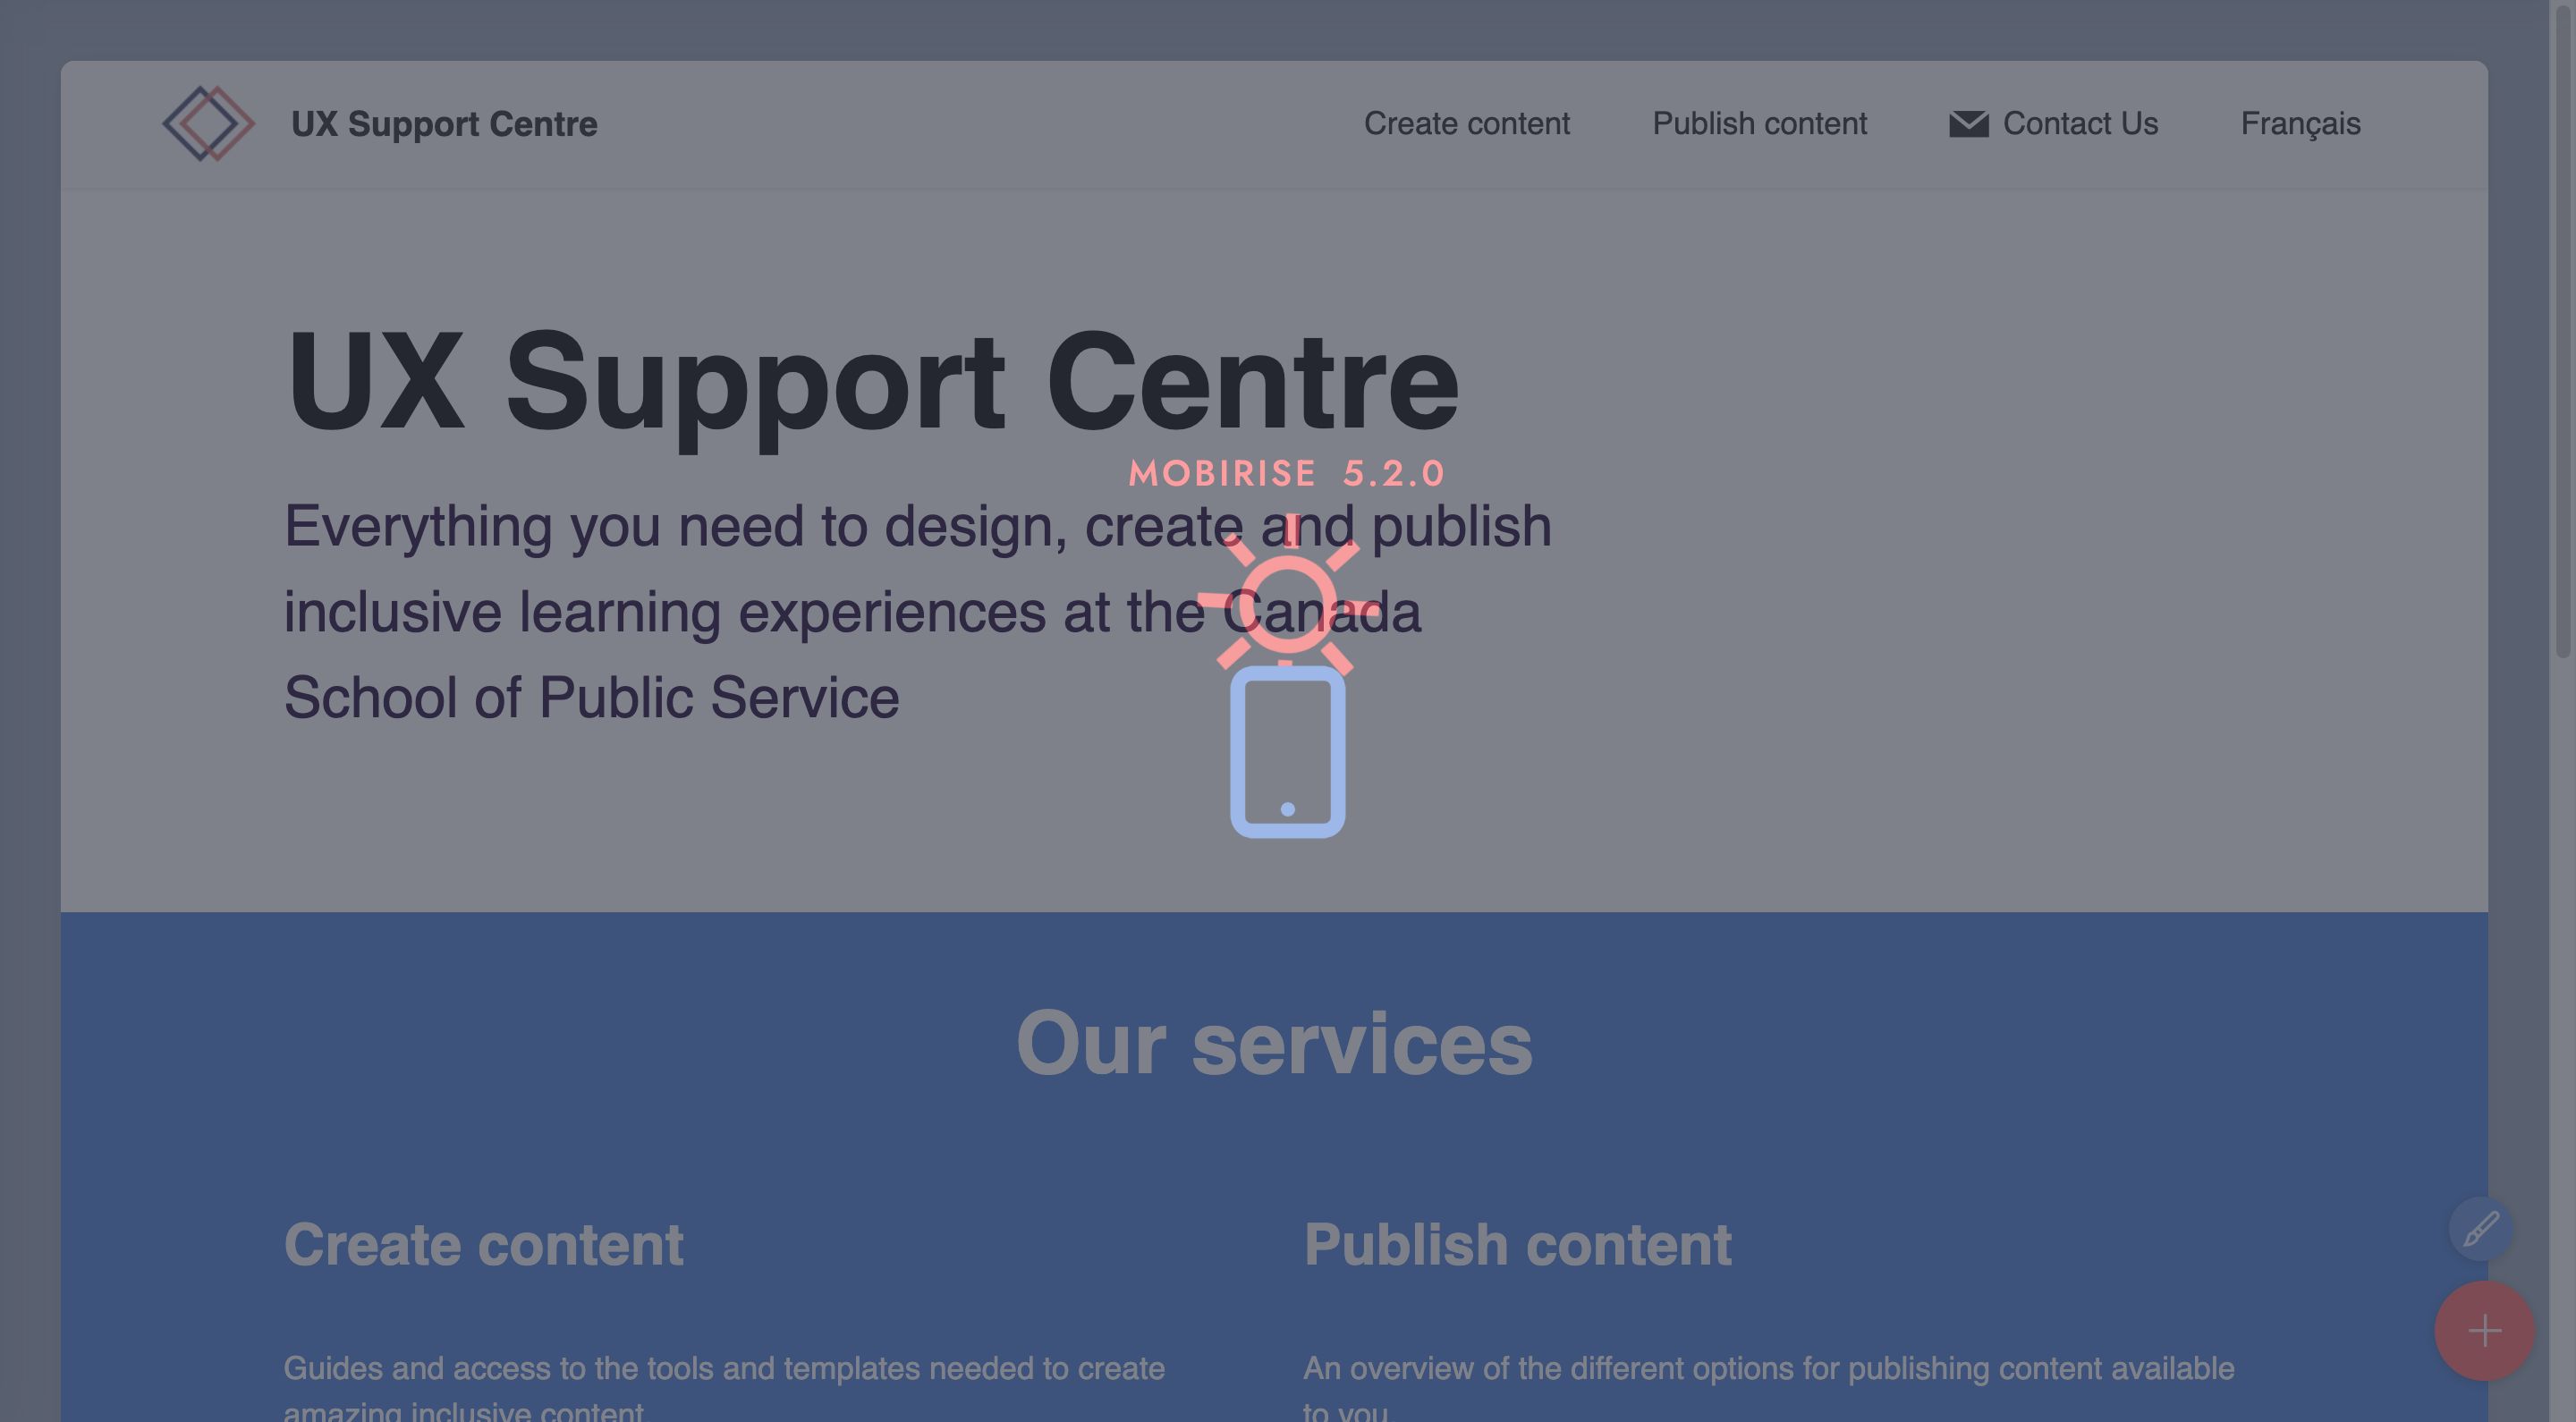 UX Support Centre
Create content
Publish content
Contact Us
Français
UX Support Centre
MOBIRISE 5.2.0
Everything you need to design, create and publish
inclusive learning experiences at the Canada
School of Public Service
Our services
Create content
Guides and access to the tools and templates needed to create
amazing inclusive content
Publish content
An overview of the different options for publishing content available
to you